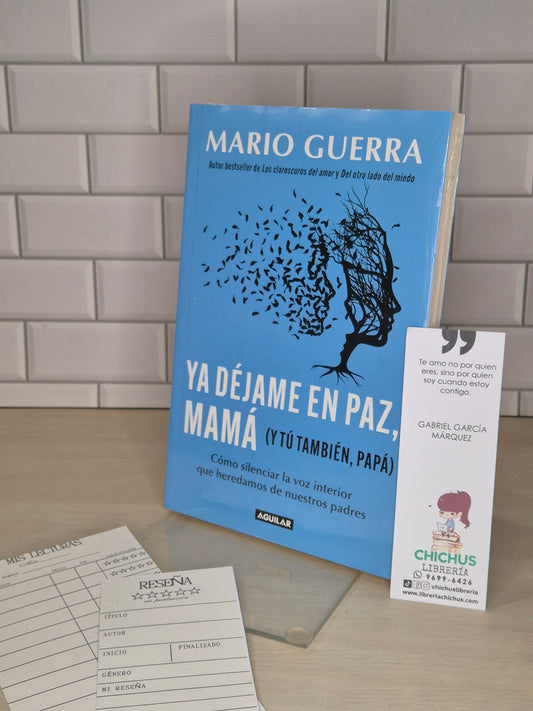 MARIO GUERRA
Autor bestseller de Los claroscuros del amor y Del otro lado del miedo
YA DÉJAME EN PAZ,
MAMÁ (Y TÚ TAMBIÉN, PAPÁ)
Cómo silenciar la voz interior
que heredamos de nuestros padres
AGUILAR
Te amo no por quien
eres, sino por quien
soy cuando estoy
contigo.
GABRIEL GARCÍA
MÁRQUEZ
CHICHUS
LIBRERÍA
9699-6426
chichuslibreria
www.libreriachichus.com
MIS LECTURAS
RESEÑA
TÍTULO
AUTOR
INICIO
FINALIZADO
GÉNERO
MI RESEÑA